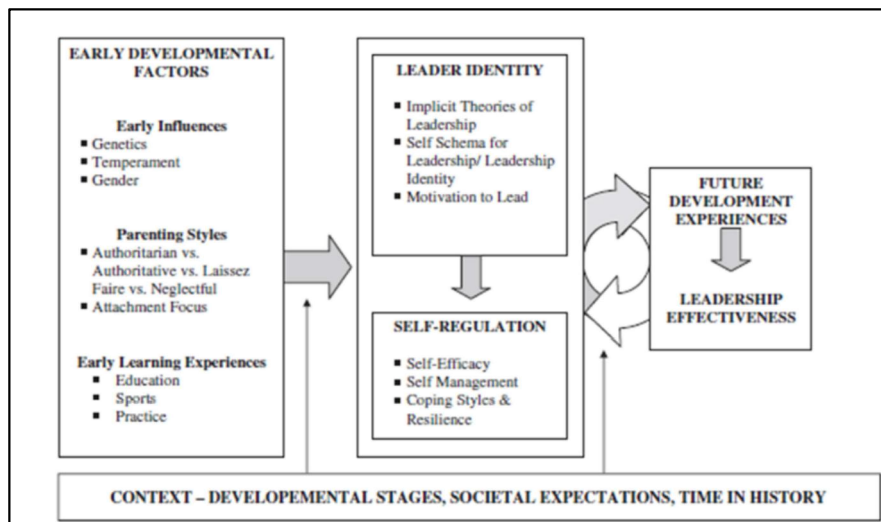 EARLY DEVELOPMENTAL
FACTORS
Early Influences
▪ Genetics
▪ Temperament
▪ Gender
Parenting Styles
▪ Authoritarian vs.
Authoritative vs. Laissez
Faire vs. Neglectful
▪ Attachment Focus
Early Learning Experiences
▪ Education
▪ Sports
▪ Practice
LEADER IDENTITY
▪ Implicit Theories of
Leadership
▪ Self Schema for
Leadership/ Leadership
Identity
▪ Motivation to Lead
SELF-REGULATION
▪ Self-Efficacy
▪ Self Management
▪ Coping Styles &
Resilience
FUTURE
DEVELOPMENT
EXPERIENCES
LEADERSHIP
EFFECTIVENESS
CONTEXT – DEVELOPEMENTAL STAGES, SOCIETAL EXPECTATIONS, TIME IN HISTORY